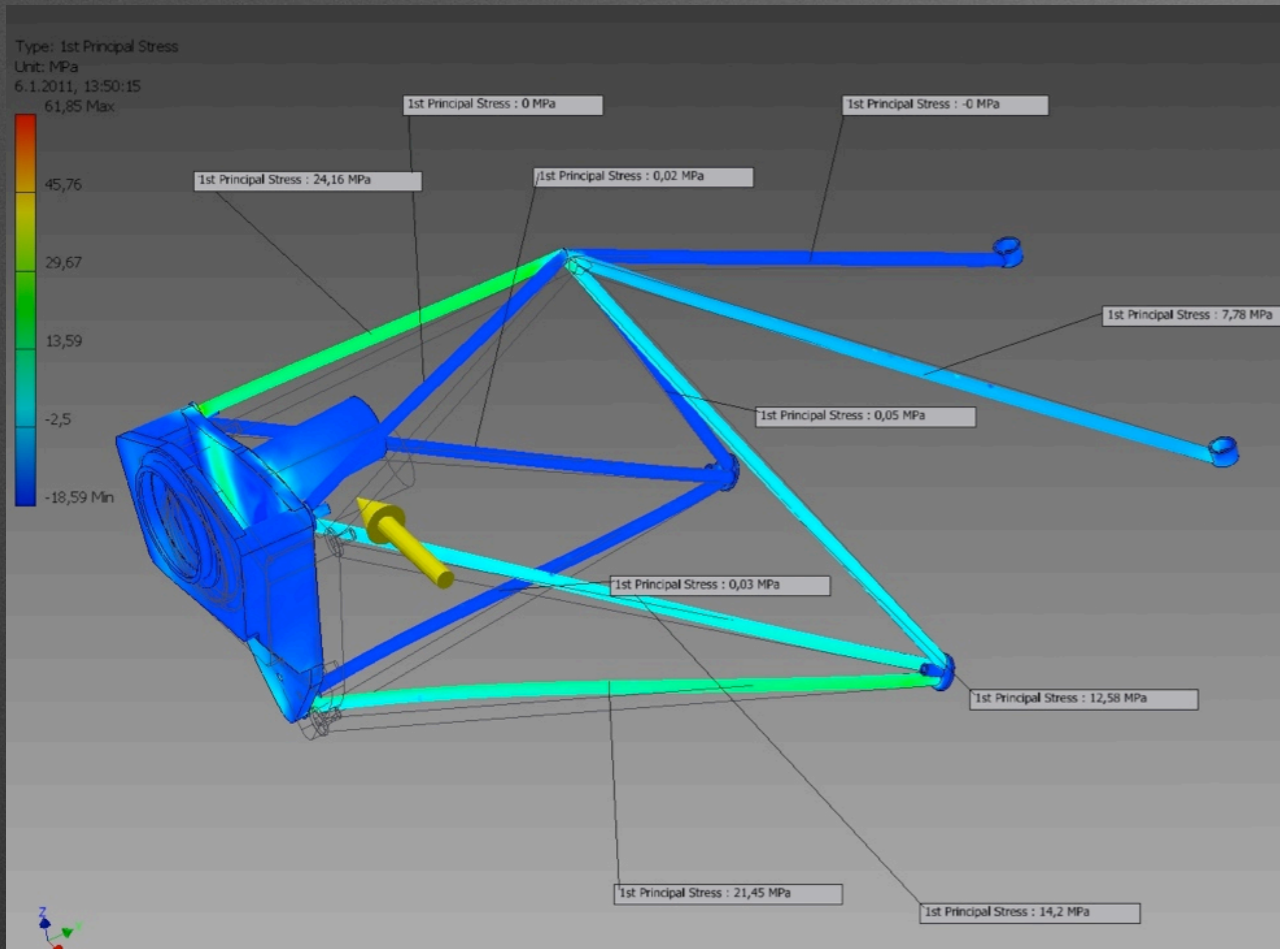 Type: 1st Principal Stress
Unit: MPa
6.1.2011, 13:50:15
61,85 Max
45,76
29,67
13,59
-2,5
-18,59 Min
1st Principal Stress : 0 MPa
1st Principal Stress : -0 MPa
1st Principal Stress : 24,16 MPa
1st Principal Stress : 0,02 MPa
1st Principal Stress : 7,78 MPa
1st Principal Stress : 0,05 MPa
1st Principal Stress : 0,03 MPa
1st Principal Stress : 12,58 MPa
1st Principal Stress : 21,45 MPa
1st Principal Stress : 14,2 MPa
Z
Y